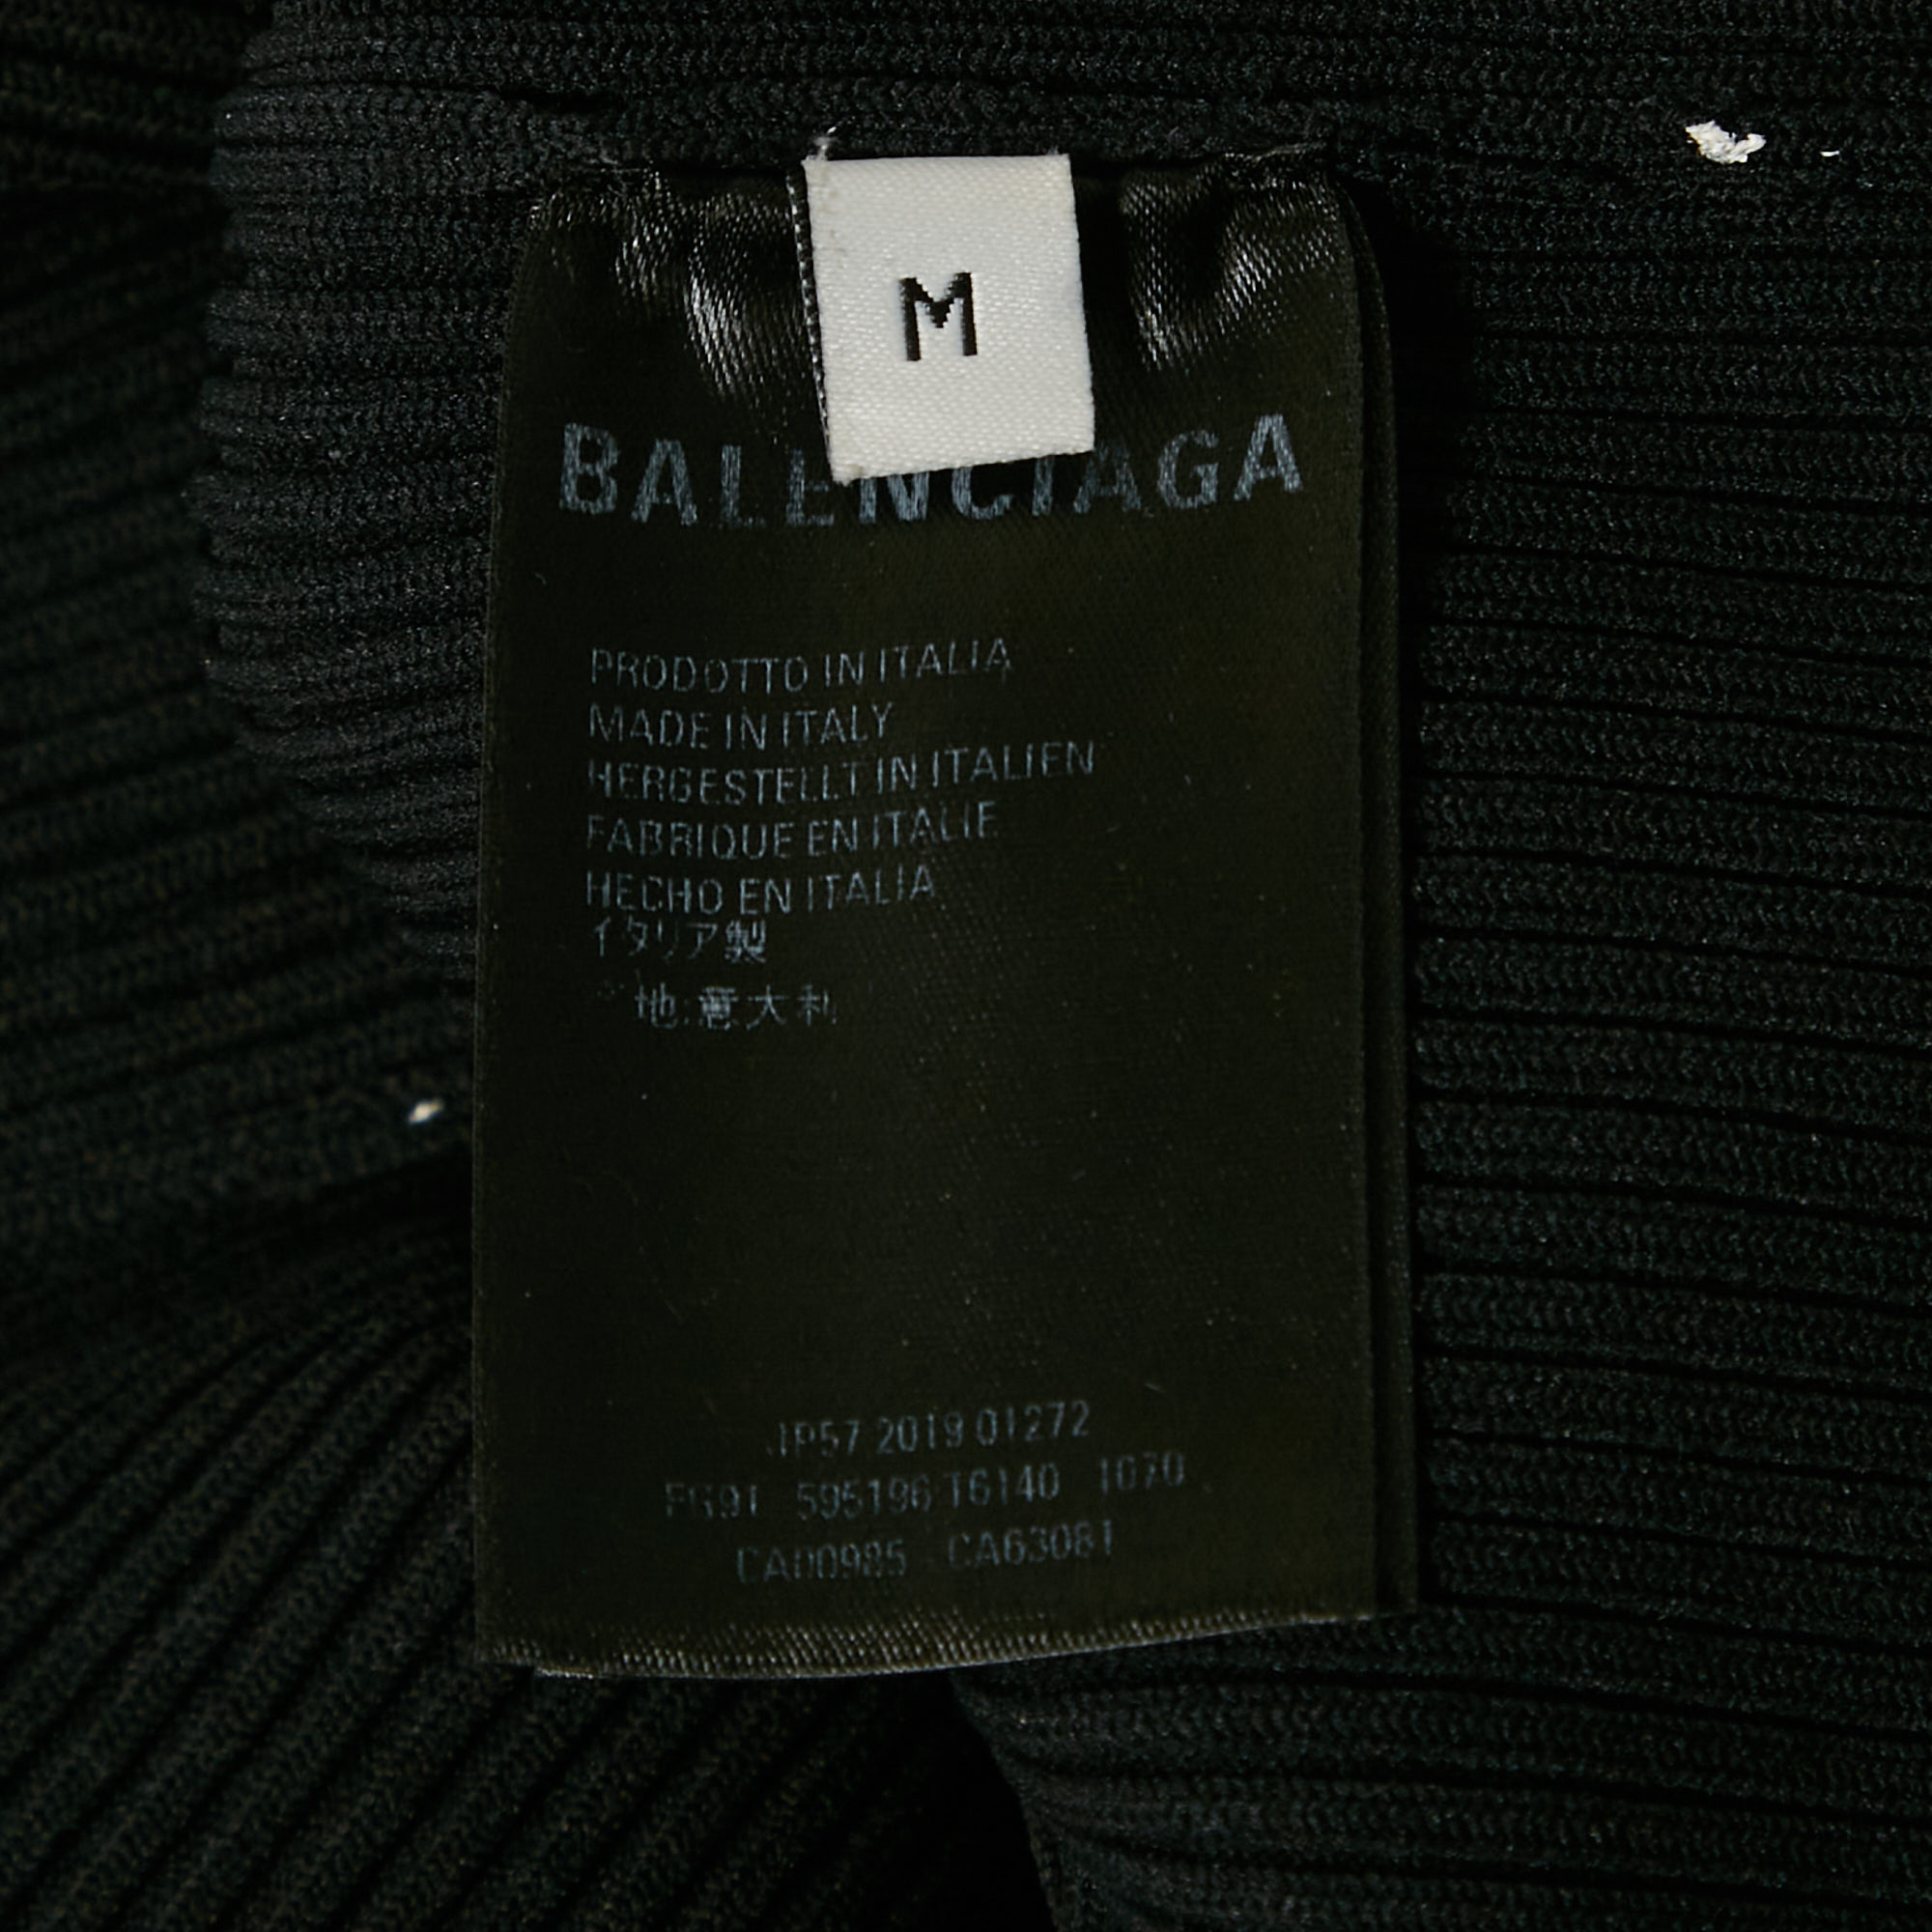 M
BALENCIAGA
PRODOTTO IN ITALIA
MADE IN ITALY
HERGESTELLT IN ITALIEN
FABRIQUE EN ITALIE
HECHO EN ITALIA
イタリア製
地:意大利
JP57 2019 01272
FG91 595196 T6140 1070
CA00985 CA63081